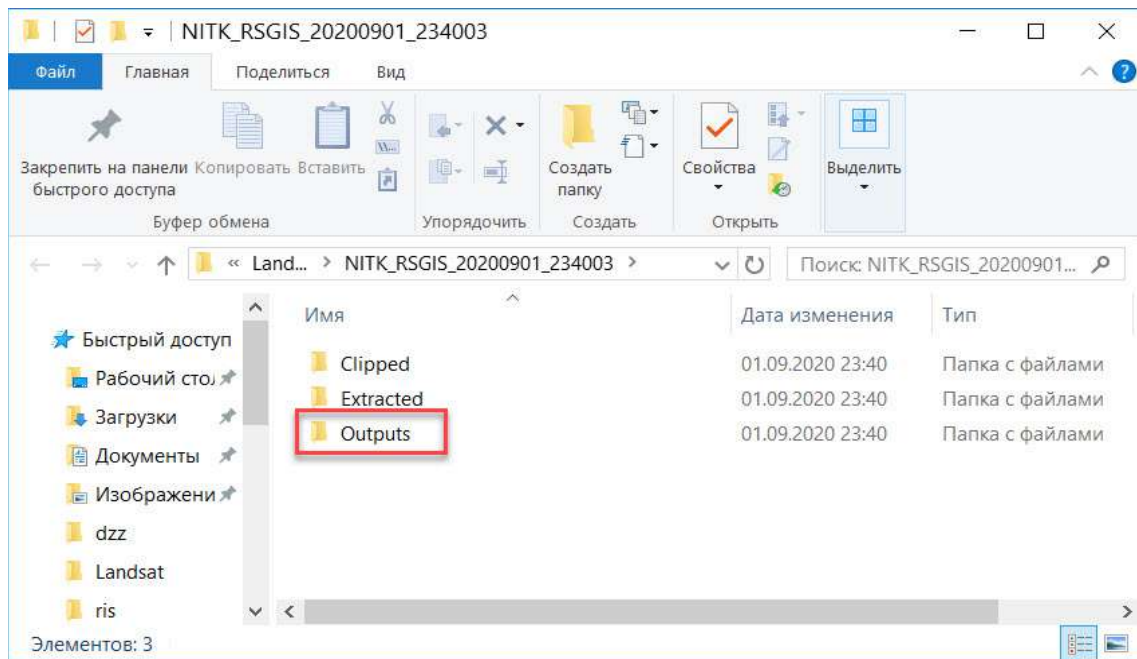 NITK_RSGIS_20200901_234003
Файл Главная Поделиться Вид
Закрепить на панели быстрого доступа
Копировать
Вставить
Создать папку
Свойства
Выделить
Буфер обмена
Упорядочить
Создать
Открыть
« Land... > NITK_RSGIS_20200901_234003 >
Поиск: NITK_RSGIS_20200901...
Имя Дата изменения Тип
Быстрый доступ
Рабочий стол
Загрузки
Документы
Изображени
dzz
Landsat
ris
Clipped 01.09.2020 23:40 Папка с файлами
Extracted 01.09.2020 23:40 Папка с файлами
Outputs 01.09.2020 23:40 Папка с файлами
Элементов: 3